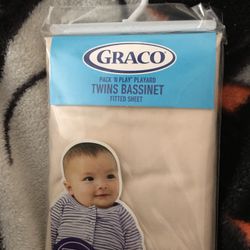 GRACO
PACK 'N PLAY® PLAYARD
TWINS BASSINET
FITTED SHEET